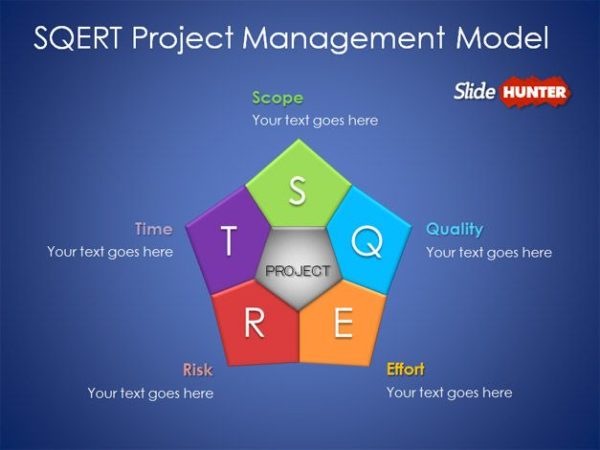 SQERT Project Management Model
Slide HUNTER
Scope
Your text goes here
S
Time
Your text goes here
T
Q
Quality
Your text goes here
PROJECT
R
E
Risk
Your text goes here
Effort
Your text goes here